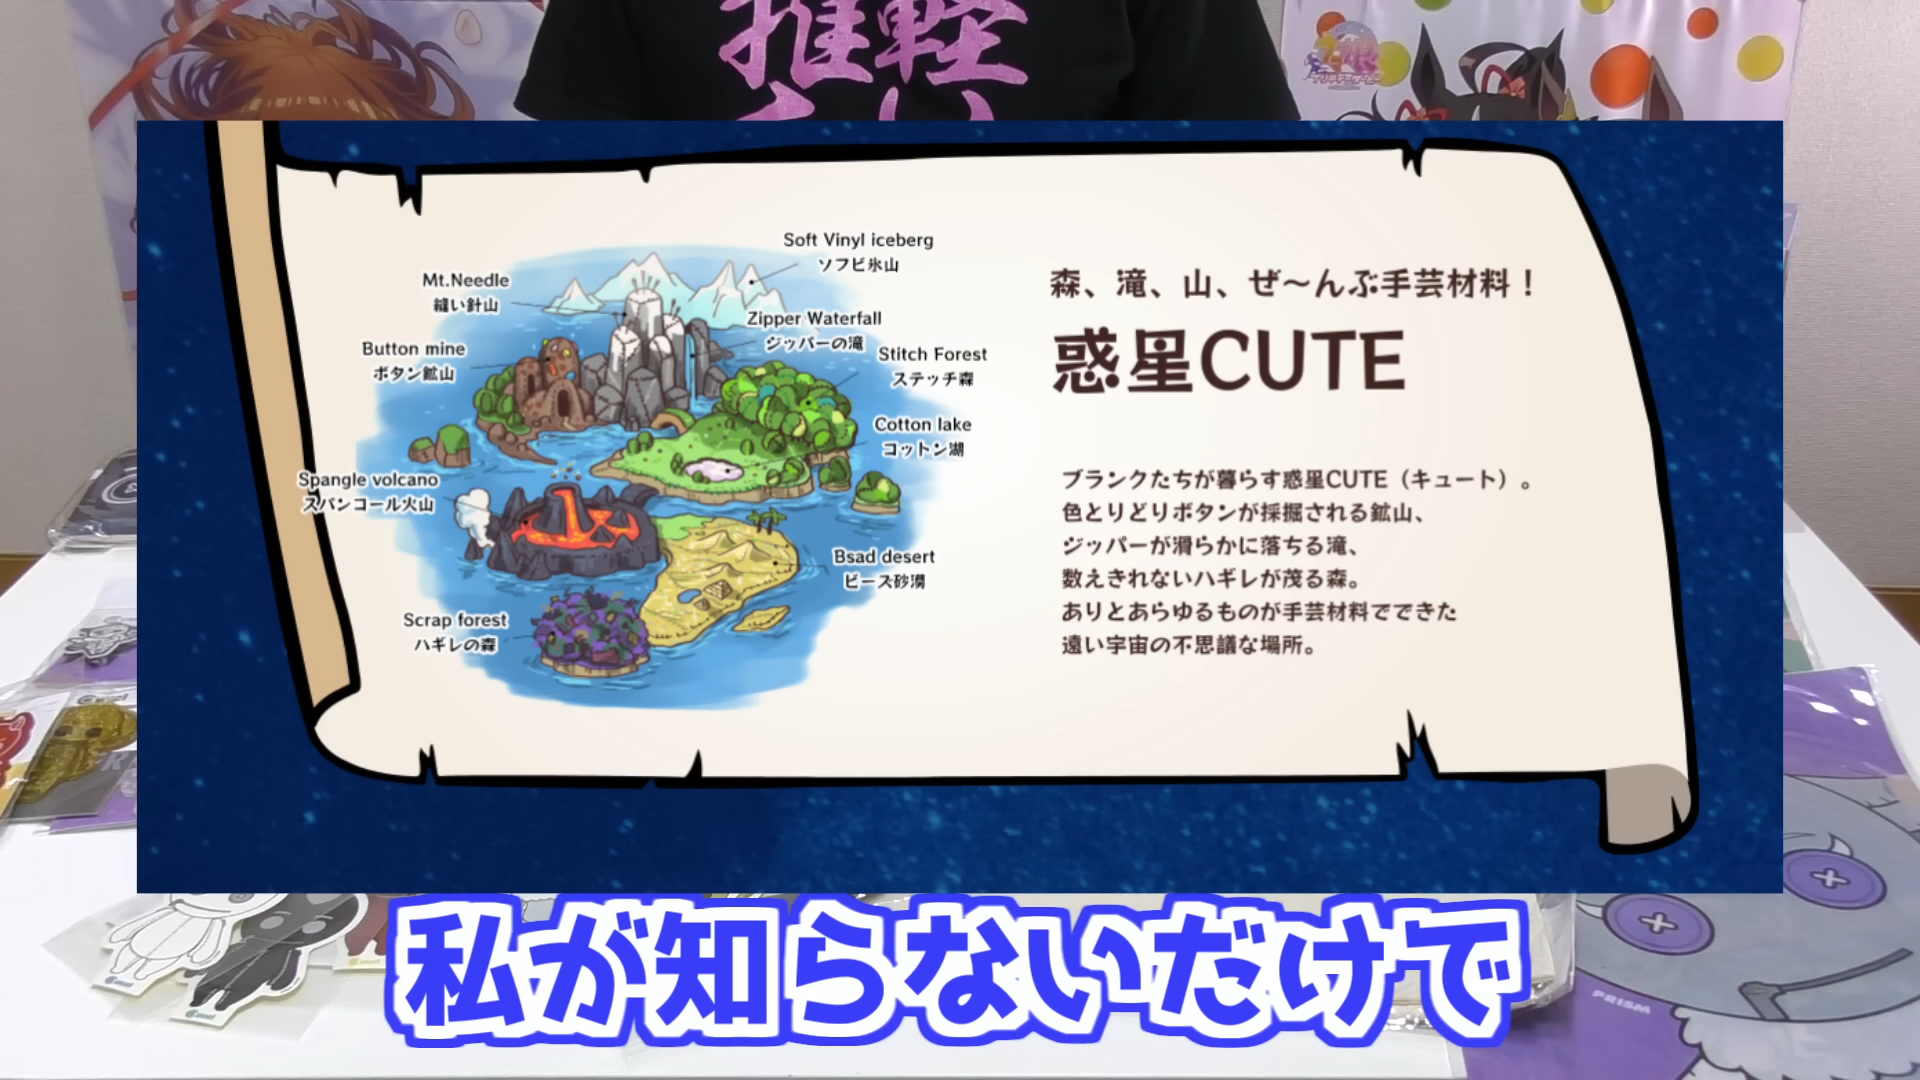 推軽
Soft Vinyl iceberg
ソフビ氷山
Mt.Needle
縫い針山
Zipper Waterfall
ジッパーの滝
Button mine
ボタン鉱山
Stitch Forest
ステッチ森
Cotton lake
コットン湖
Spangle volcano
スパンコール火山
Bsad desert
ビーズ砂漠
Scrap forest
ハギレの森
森、滝、山、ぜ〜んぶ手芸材料！
惑星CUTE
ブランクたちが暮らす惑星CUTE（キュート）。
色とりどりボタンが採掘される鉱山、
ジッパーが滑らかに落ちる滝、
数えきれないハギレが茂る森。
ありとあらゆるものが手芸材料でできた
遠い宇宙の不思議な場所。
PRISM
私が知らないだけで